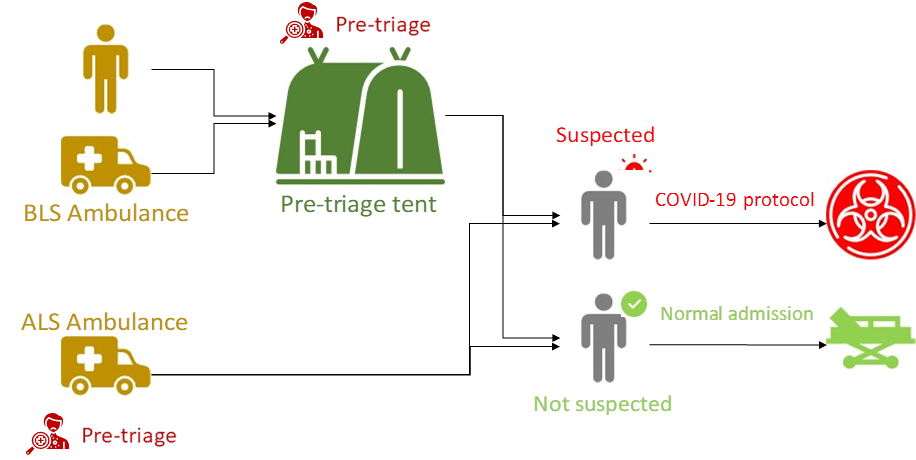 Pre-triage
BLS Ambulance
Pre-triage tent
Suspected
COVID-19 protocol
ALS Ambulance
Normal admission
Not suspected
Pre-triage